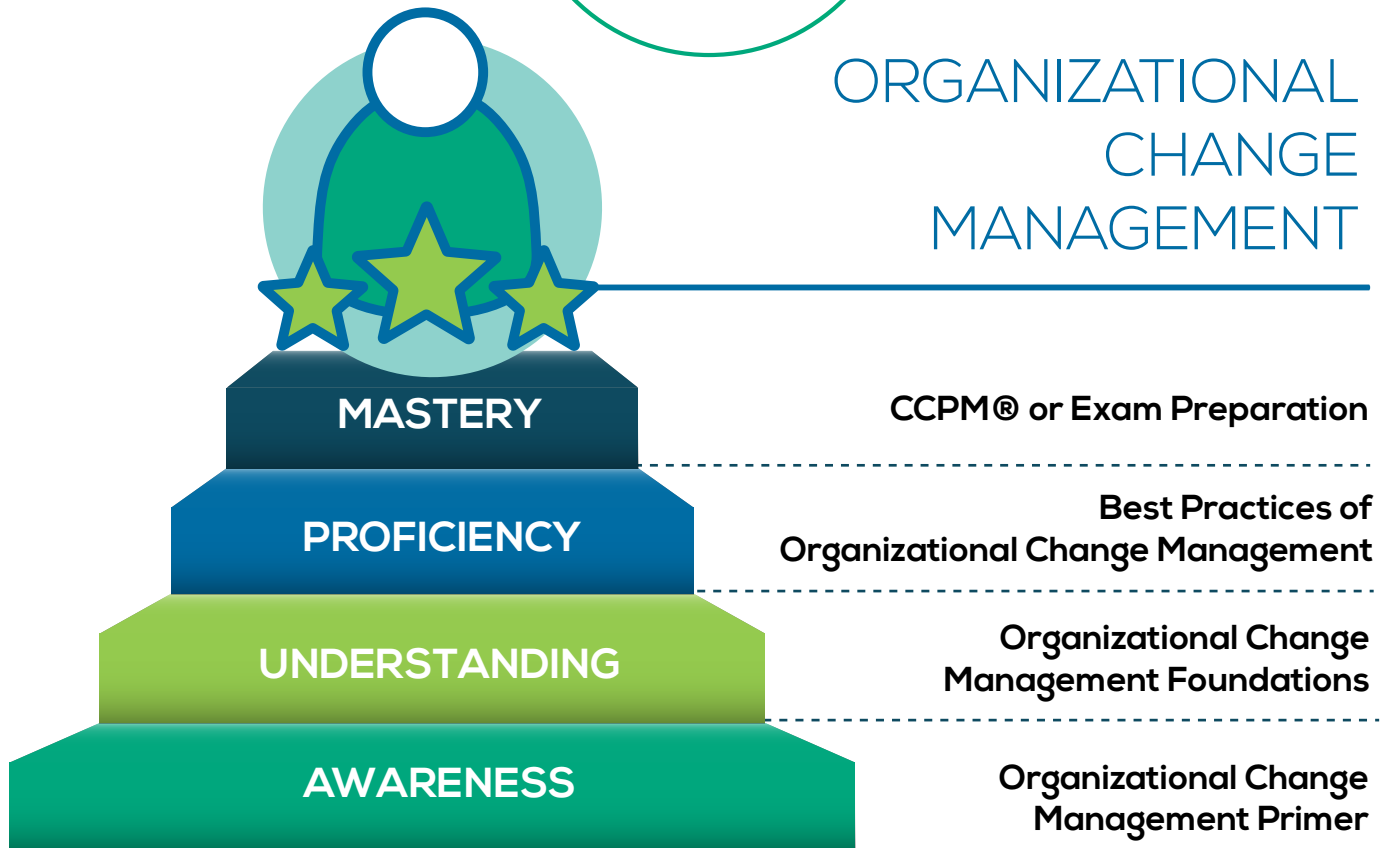 ORGANIZATIONAL
CHANGE
MANAGEMENT
MASTERY
CCPM® or Exam Preparation
PROFICIENCY
Best Practices of
Organizational Change Management
UNDERSTANDING
Organizational Change
Management Foundations
AWARENESS
Organizational Change
Management Primer